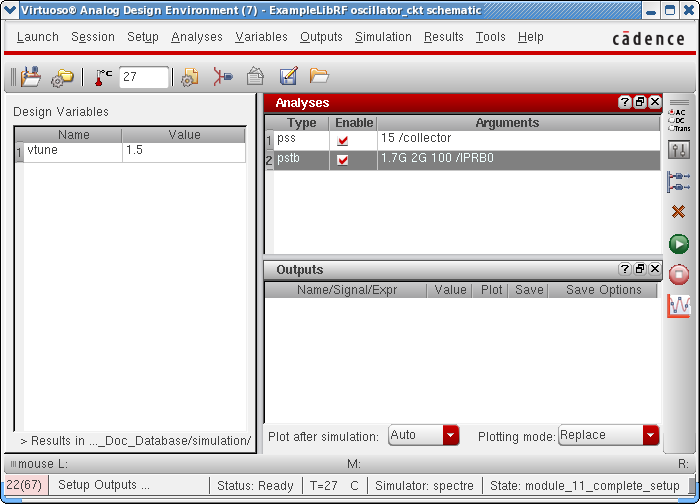 Virtuoso® Analog Design Environment (7) - ExampleLibRF oscillator_ckt schematic
Launch Session Setup Analyses Variables Outputs Simulation Results Tools Help
cādence
°C 27
Design Variables
Name Value
1 vtune 1.5
> Results in ..._Doc_Database/simulation/
Analyses
Type Enable Arguments
1 pss 15 /collector
2 pstb 1.7G 2G 100 /IPRB0
Outputs
Name/Signal/Expr Value Plot Save Save Options
Plot after simulation: Auto Plotting mode: Replace
AC
DC
Trans
mouse L: M: R:
22(67) Setup Outputs ... Status: Ready T=27 C Simulator: spectre State: module_11_complete_setup